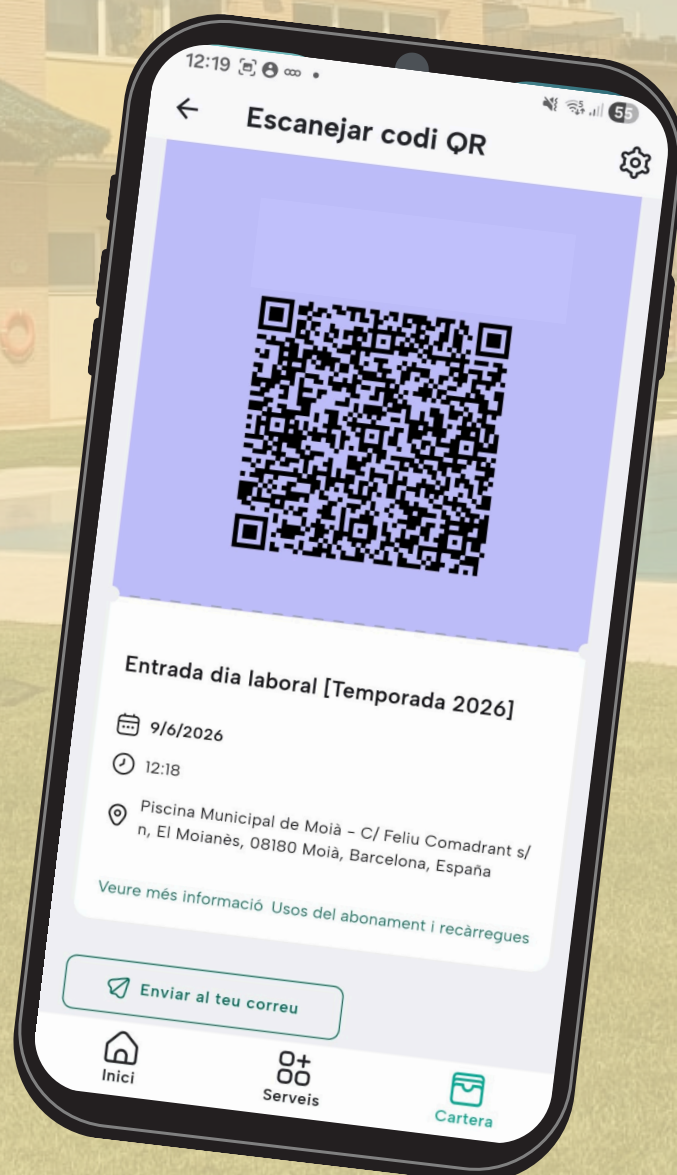 12:19
55
Escanejar codi QR
Entrada dia laboral [Temporada 2026]
9/6/2026
12:18
Piscina Municipal de Moià - C/ Feliu Comadrant s/
n, El Moianès, 08180 Moià, Barcelona, España
Veure més informació Usos del abonament i recàrregues
Enviar al teu correu
Inici
Serveis
Cartera